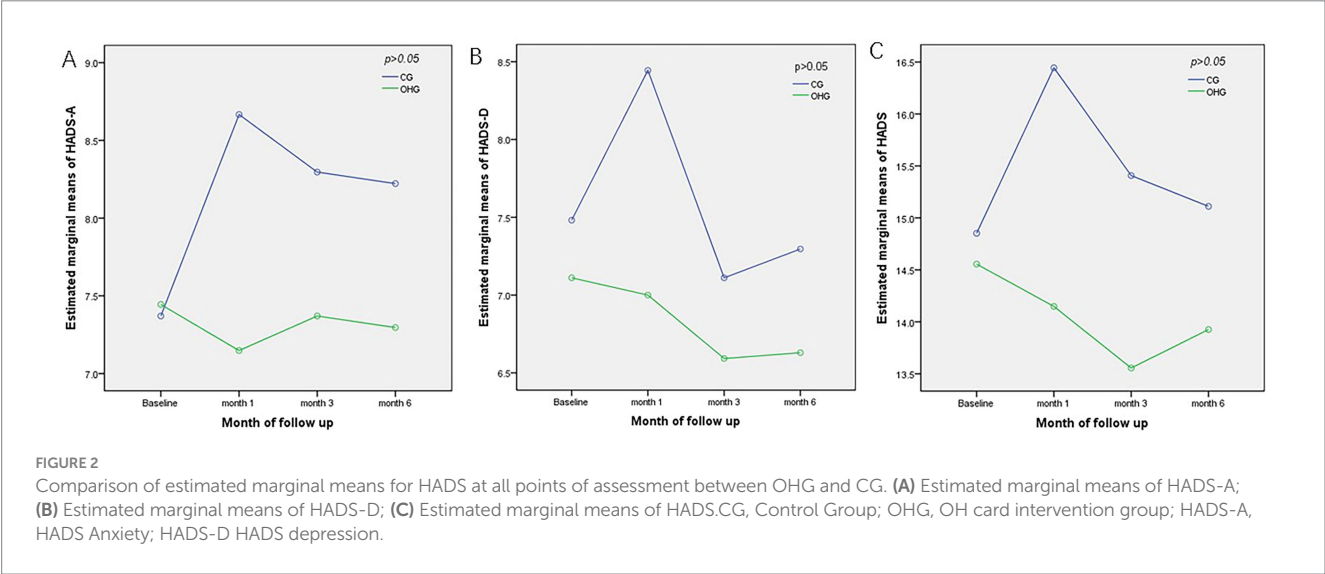 A
9.0
8.5
8.0
7.5
7.0
Estimated marginal means of HADS-A
p>0.05
CG
OHG
Baseline month 1 month 3 month 6
Month of follow up
B
8.5
8.0
7.5
7.0
6.5
Estimated marginal means of HADS-D
p>0.05
CG
OHG
Baseline month 1 month 3 month 6
Month of follow up
C
16.5
16.0
15.5
15.0
14.5
14.0
13.5
Estimated marginal means of HADS
p>0.05
CG
OHG
Baseline month 1 month 3 month 6
Month of follow up
FIGURE 2
Comparison of estimated marginal means for HADS at all points of assessment between OHG and CG. (A) Estimated marginal means of HADS-A;
(B) Estimated marginal means of HADS-D; (C) Estimated marginal means of HADS.CG, Control Group; OHG, OH card intervention group; HADS-A,
HADS Anxiety; HADS-D HADS depression.